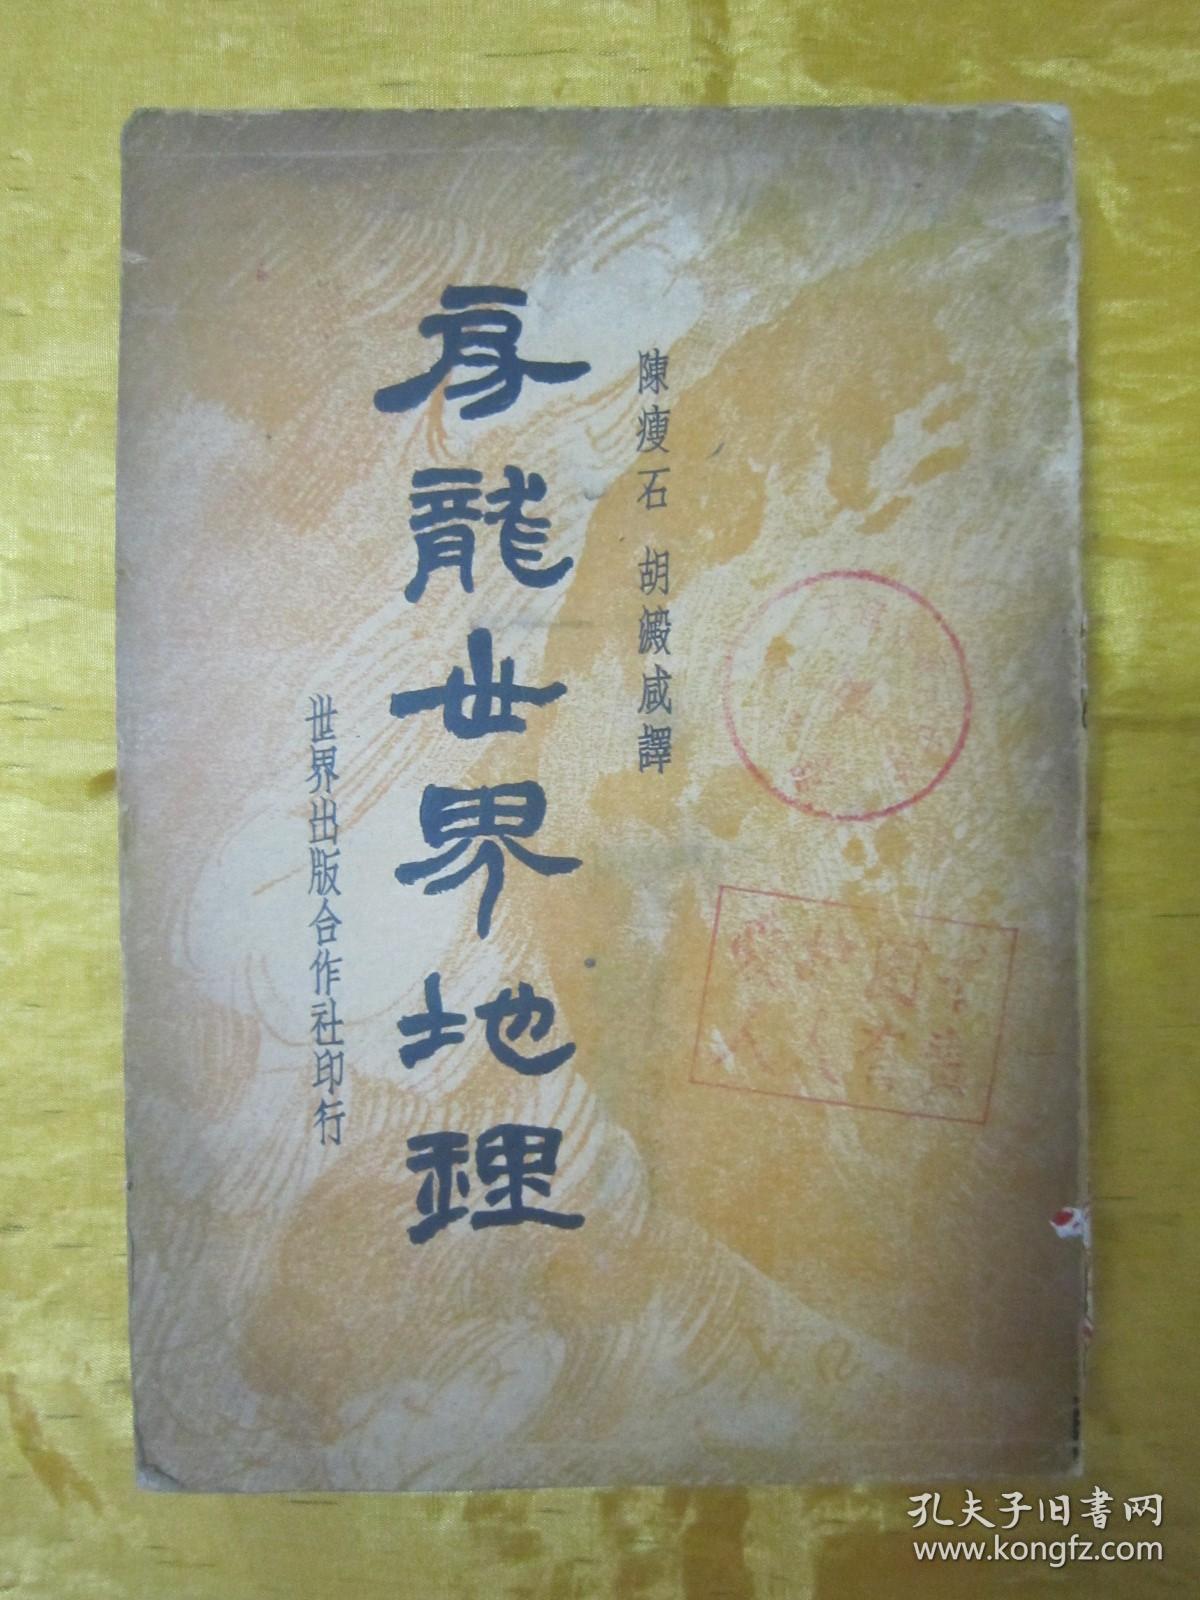 陳瘦石 胡澱咸譯
房龍世界地理
世界出版合作社印行
孔夫子旧書网
www.kongfz.com